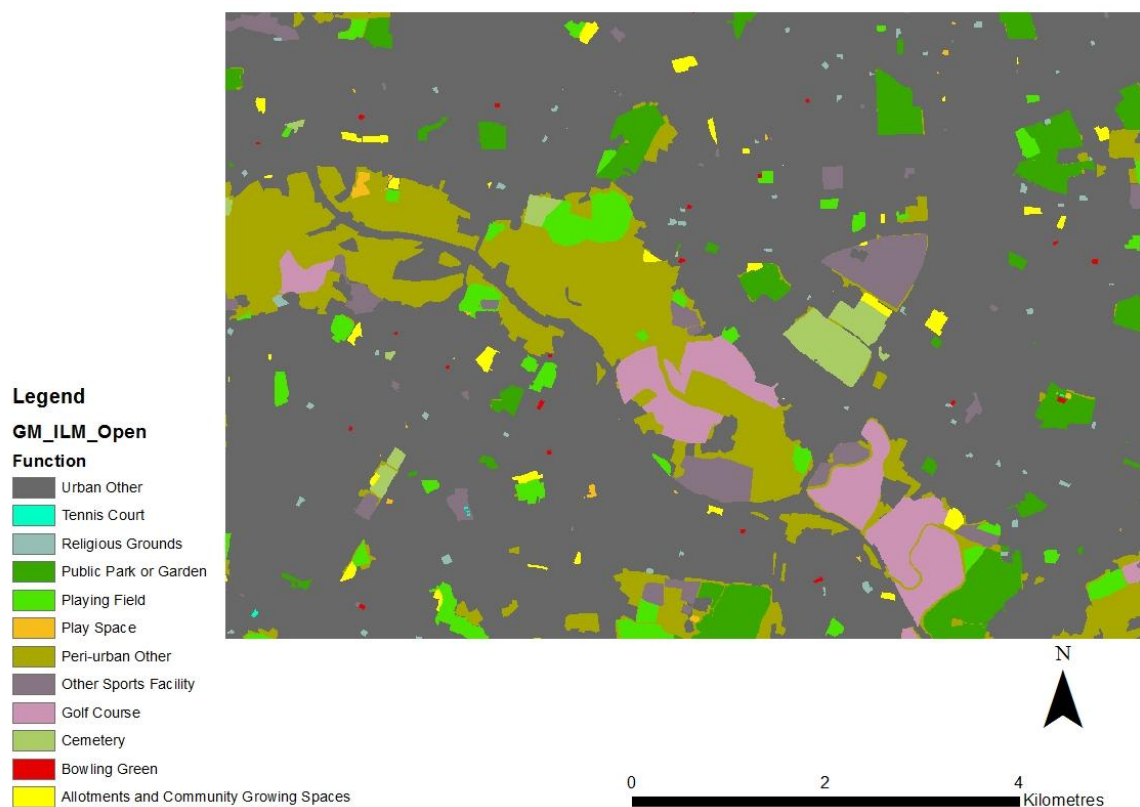 Legend
GM_ILM_Open
Function
Urban Other
Tennis Court
Religious Grounds
Public Park or Garden
Playing Field
Play Space
Peri-urban Other
Other Sports Facility
Golf Course
Cemetery
Bowling Green
Allotments and Community Growing Spaces
N
0 2 4
Kilometres